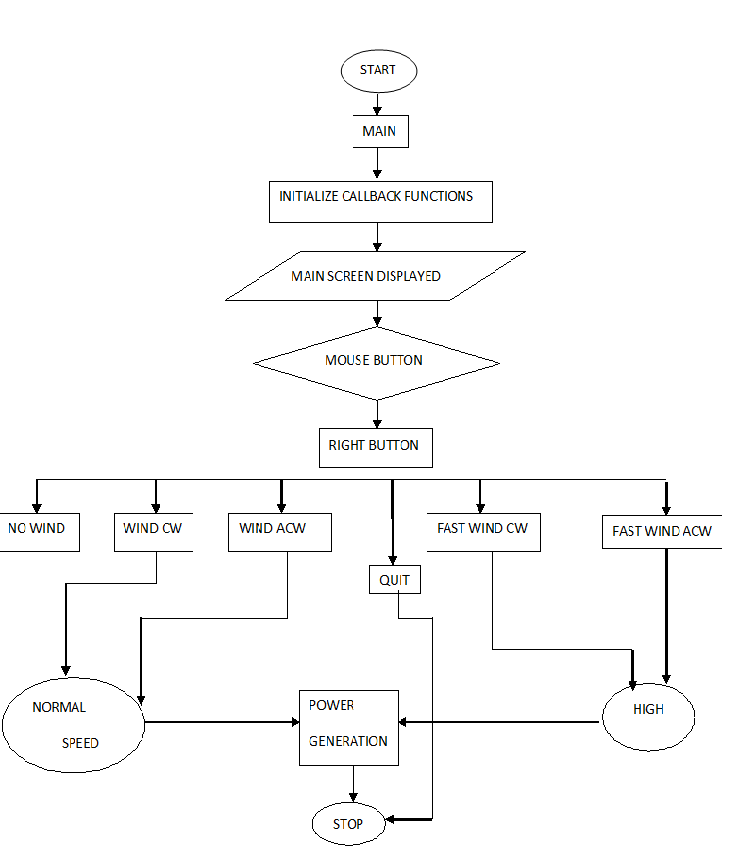 START
MAIN
INITIALIZE CALLBACK FUNCTIONS
MAIN SCREEN DISPLAYED
MOUSE BUTTON
RIGHT BUTTON
NO WIND
WIND CW
WIND ACW
FAST WIND CW
FAST WIND ACW
QUIT
NORMAL
SPEED
POWER
GENERATION
HIGH
STOP